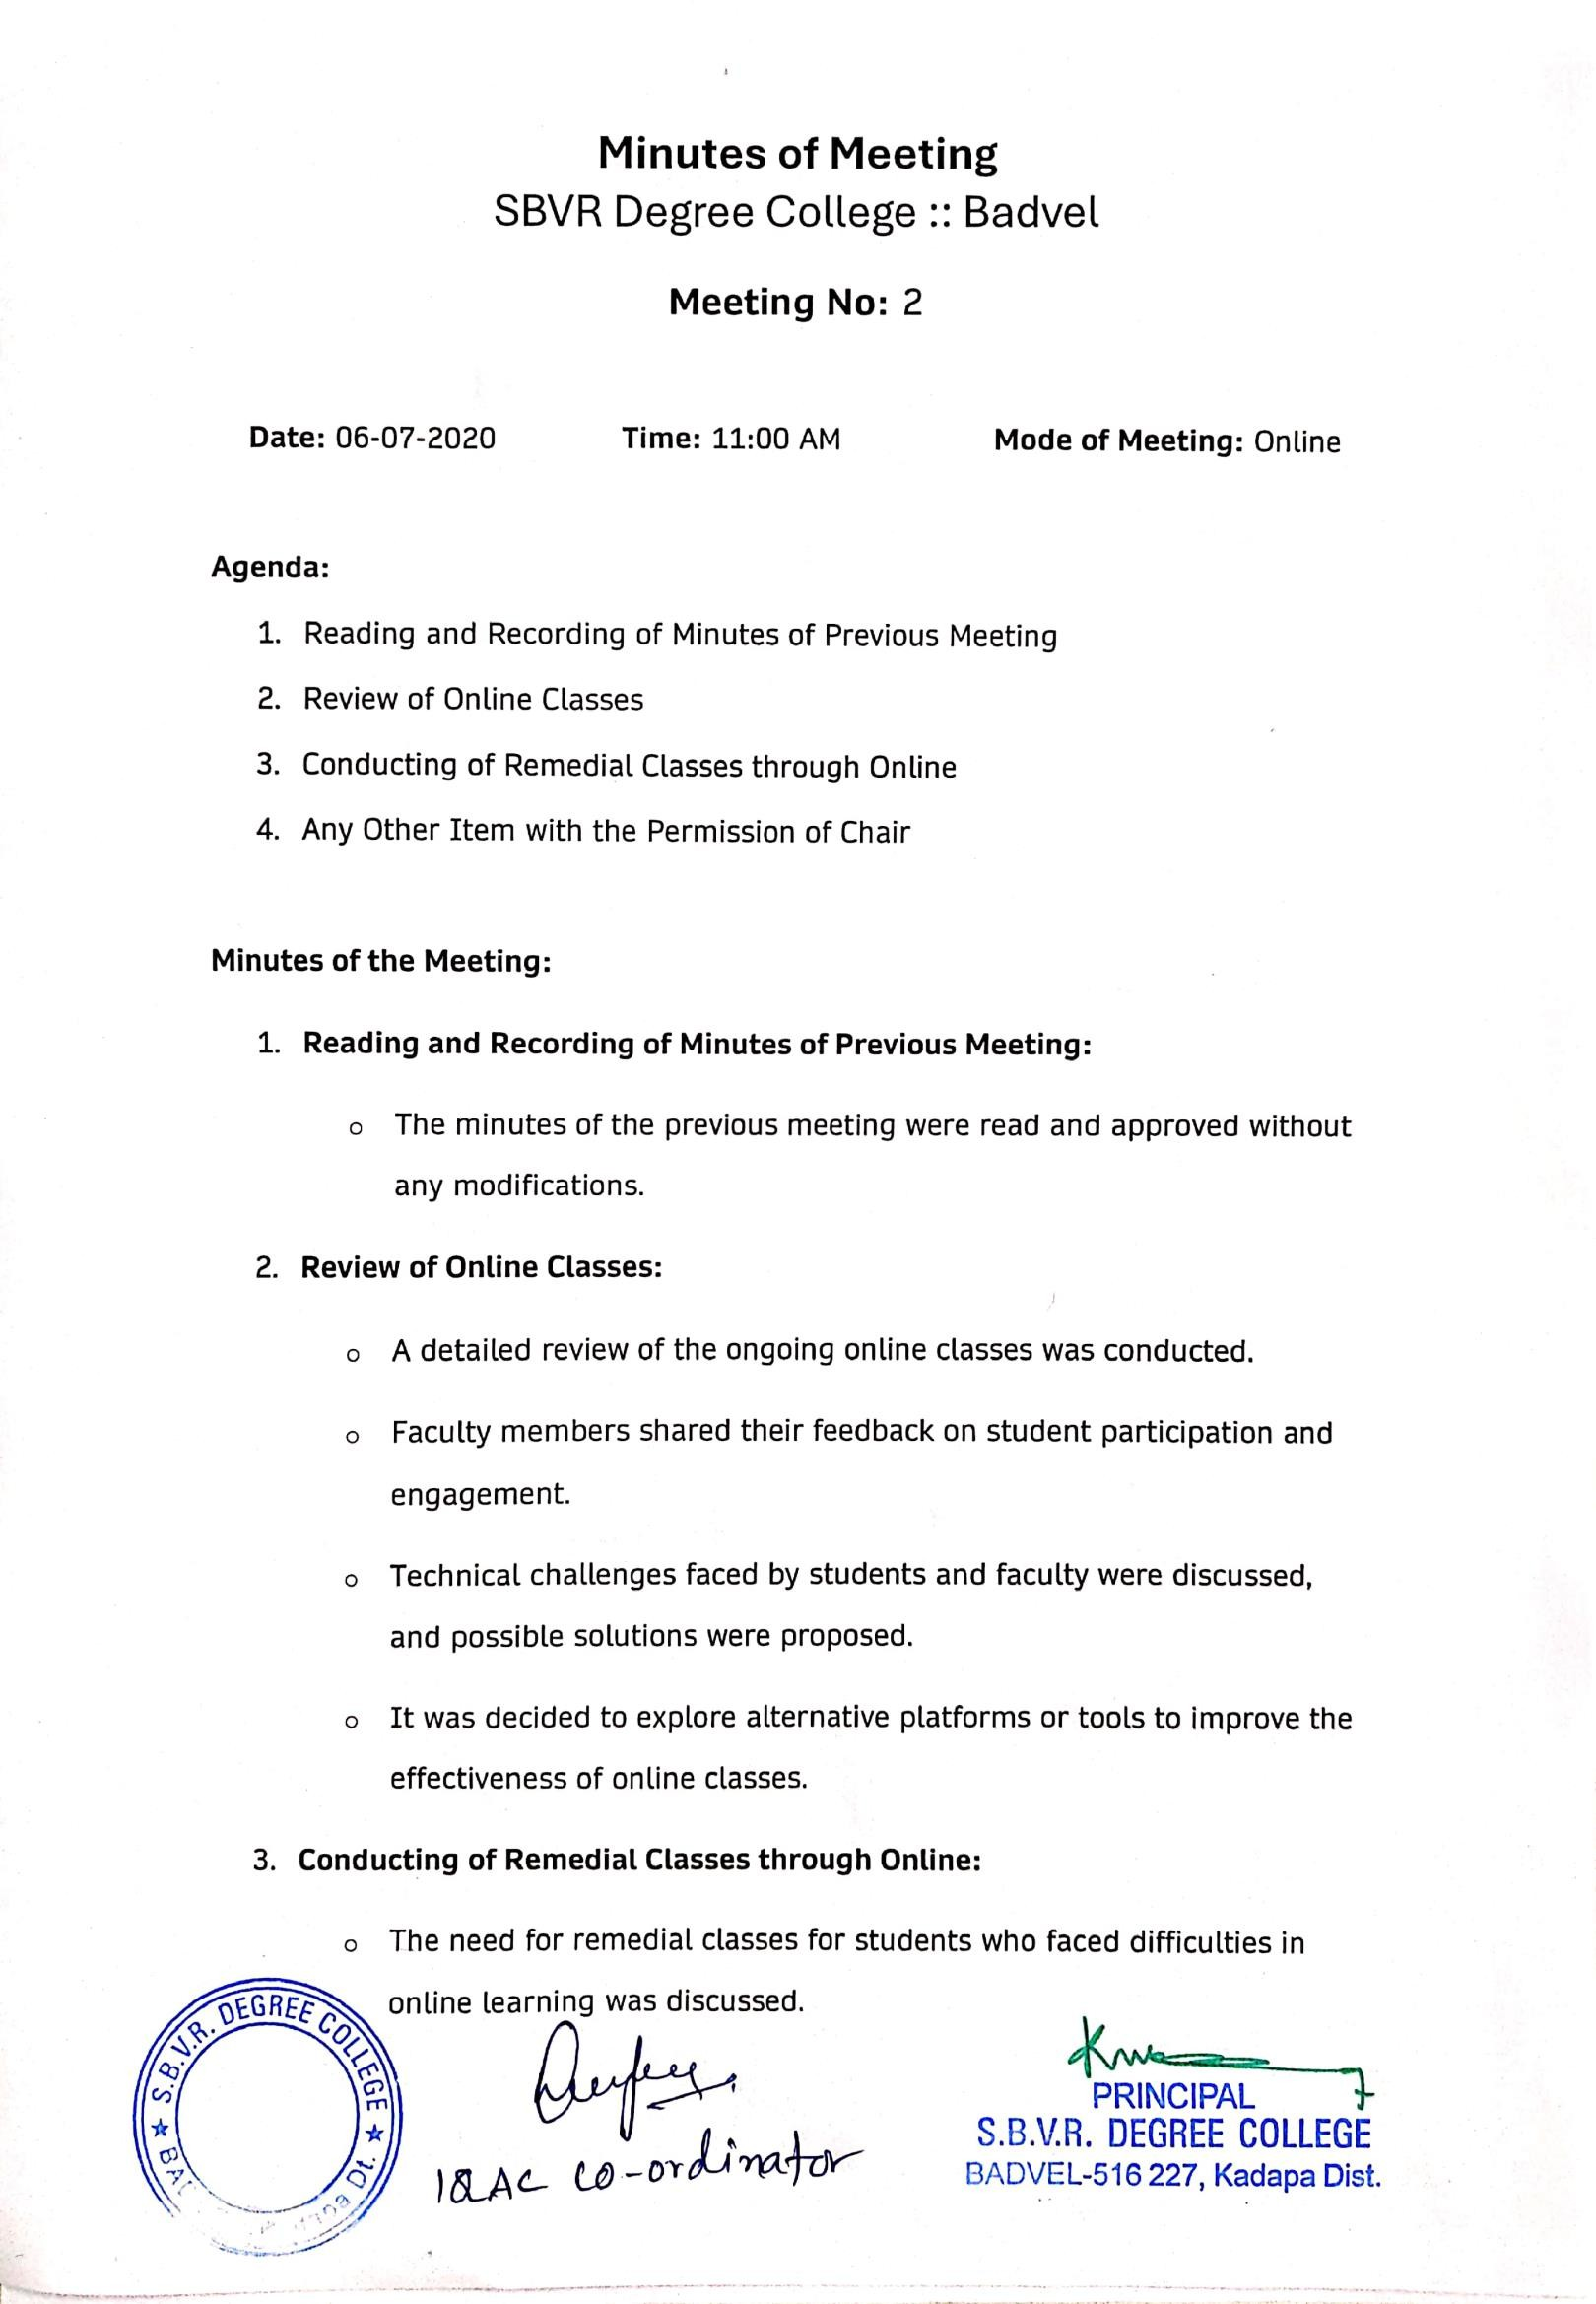 Minutes of Meeting
SBVR Degree College :: Badvel
Meeting No: 2
Date: 06-07-2020 Time: 11:00 AM Mode of Meeting: Online
Agenda:
1. Reading and Recording of Minutes of Previous Meeting
2. Review of Online Classes
3. Conducting of Remedial Classes through Online
4. Any Other Item with the Permission of Chair
Minutes of the Meeting:
1. Reading and Recording of Minutes of Previous Meeting:
o The minutes of the previous meeting were read and approved without
any modifications.
2. Review of Online Classes:
o A detailed review of the ongoing online classes was conducted.
o Faculty members shared their feedback on student participation and
engagement.
o Technical challenges faced by students and faculty were discussed,
and possible solutions were proposed.
o It was decided to explore alternative platforms or tools to improve the
effectiveness of online classes.
3. Conducting of Remedial Classes through Online:
o The need for remedial classes for students who faced difficulties in
online learning was discussed.
★ S.B.V.R. DEGREE COLLEGE ★
Dt.
IQAC Co-ordinator
PRINCIPAL
S.B.V.R. DEGREE COLLEGE
BADVEL-516 227, Kadapa Dist.